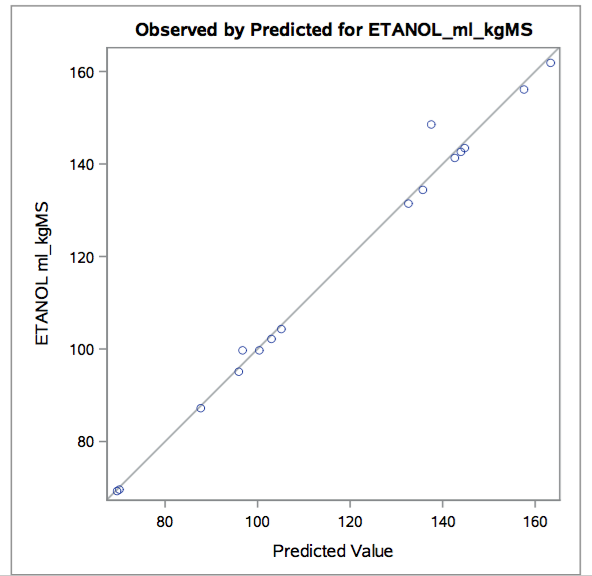 Observed by Predicted for ETANOL_ml_kgMS
160
140
120
100
80
ETANOL ml_kgMS
80 100 120 140 160
Predicted Value